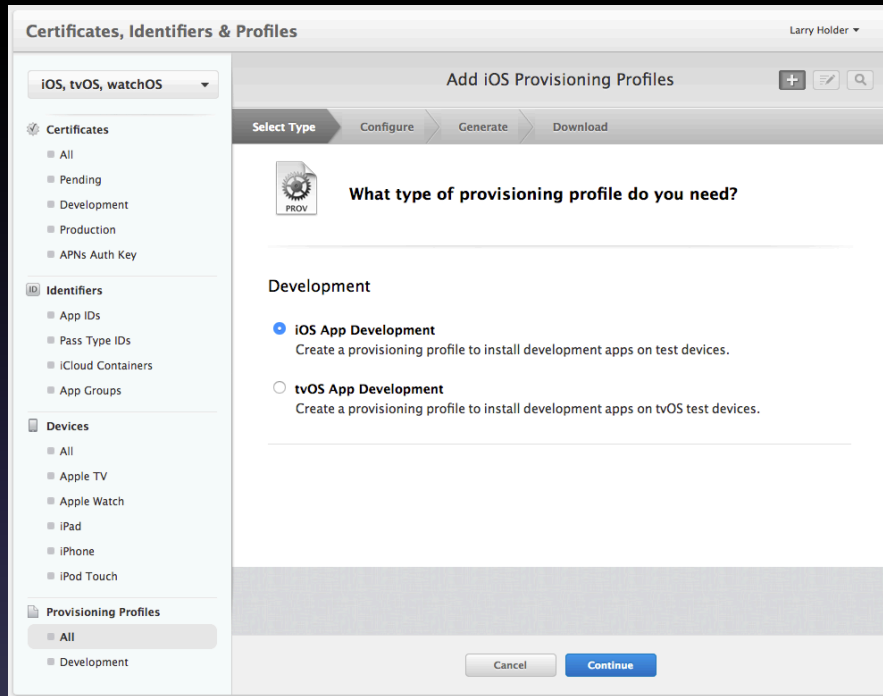 Certificates, Identifiers & Profiles
Larry Holder
iOS, tvOS, watchOS
Add iOS Provisioning Profiles
Select Type
Configure
Generate
Download
Certificates
All
Pending
Development
Production
APNs Auth Key
ID
Identifiers
App IDs
Pass Type IDs
iCloud Containers
App Groups
Devices
All
Apple TV
Apple Watch
iPad
iPhone
iPod Touch
Provisioning Profiles
All
Development
PROV
What type of provisioning profile do you need?
Development
iOS App Development
Create a provisioning profile to install development apps on test devices.
tvOS App Development
Create a provisioning profile to install development apps on tvOS test devices.
Cancel
Continue